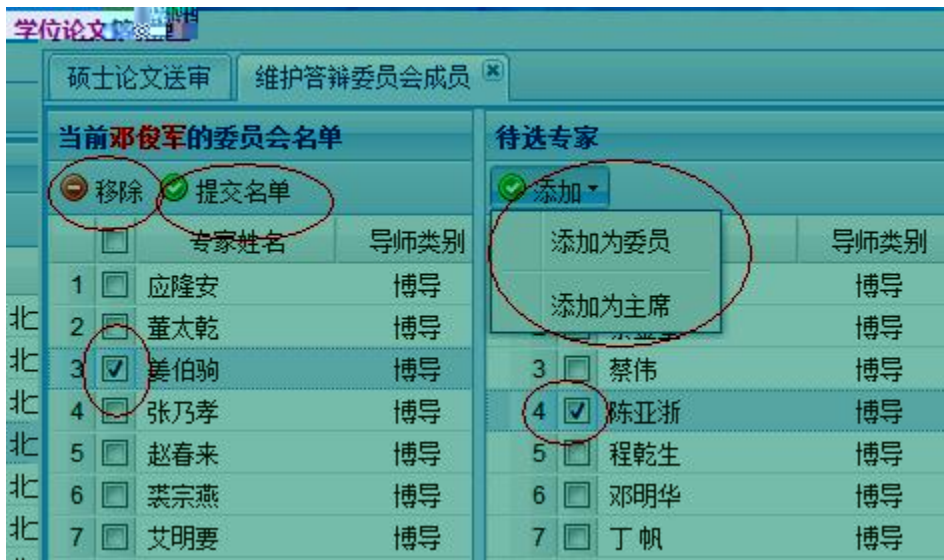 学位论文
硕士论文送审 维护答辩委员会成员
当前邓俊军的委员会名单
移除 提交名单
专家姓名 导师类别
1 应隆安 博导
2 董太乾 博导
3 姜伯驹 博导
4 张乃孝 博导
5 赵春来 博导
6 裘宗燕 博导
7 艾明要 博导
待选专家
添加
添加为委员
添加为主席
导师类别
博导
博导
3 蔡伟 博导
4 陈亚浙 博导
5 程乾生 博导
6 邓明华 博导
7 丁帆 博导
北
北
北
北
北
北